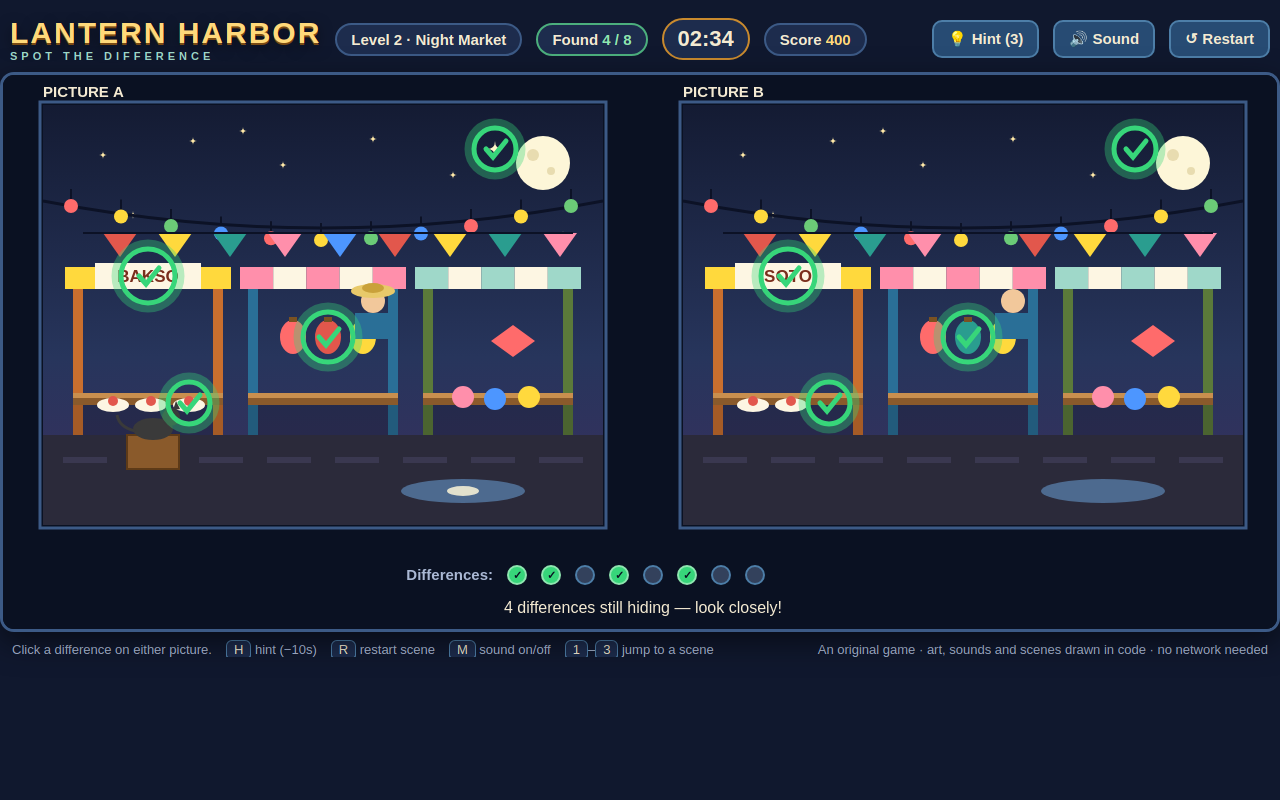 LANTERN HARBOR
SPOT THE DIFFERENCE
Level 2 · Night Market
Found 4 / 8
02:34
Score 400
💡 Hint (3)
🔊 Sound
↺ Restart
PICTURE A
PICTURE B
BAKSO
SOTO
Differences:
4 differences still hiding — look closely!
Click a difference on either picture. H hint (−10s) R restart scene M sound on/off 1–3 jump to a scene
An original game · art, sounds and scenes drawn in code · no network needed